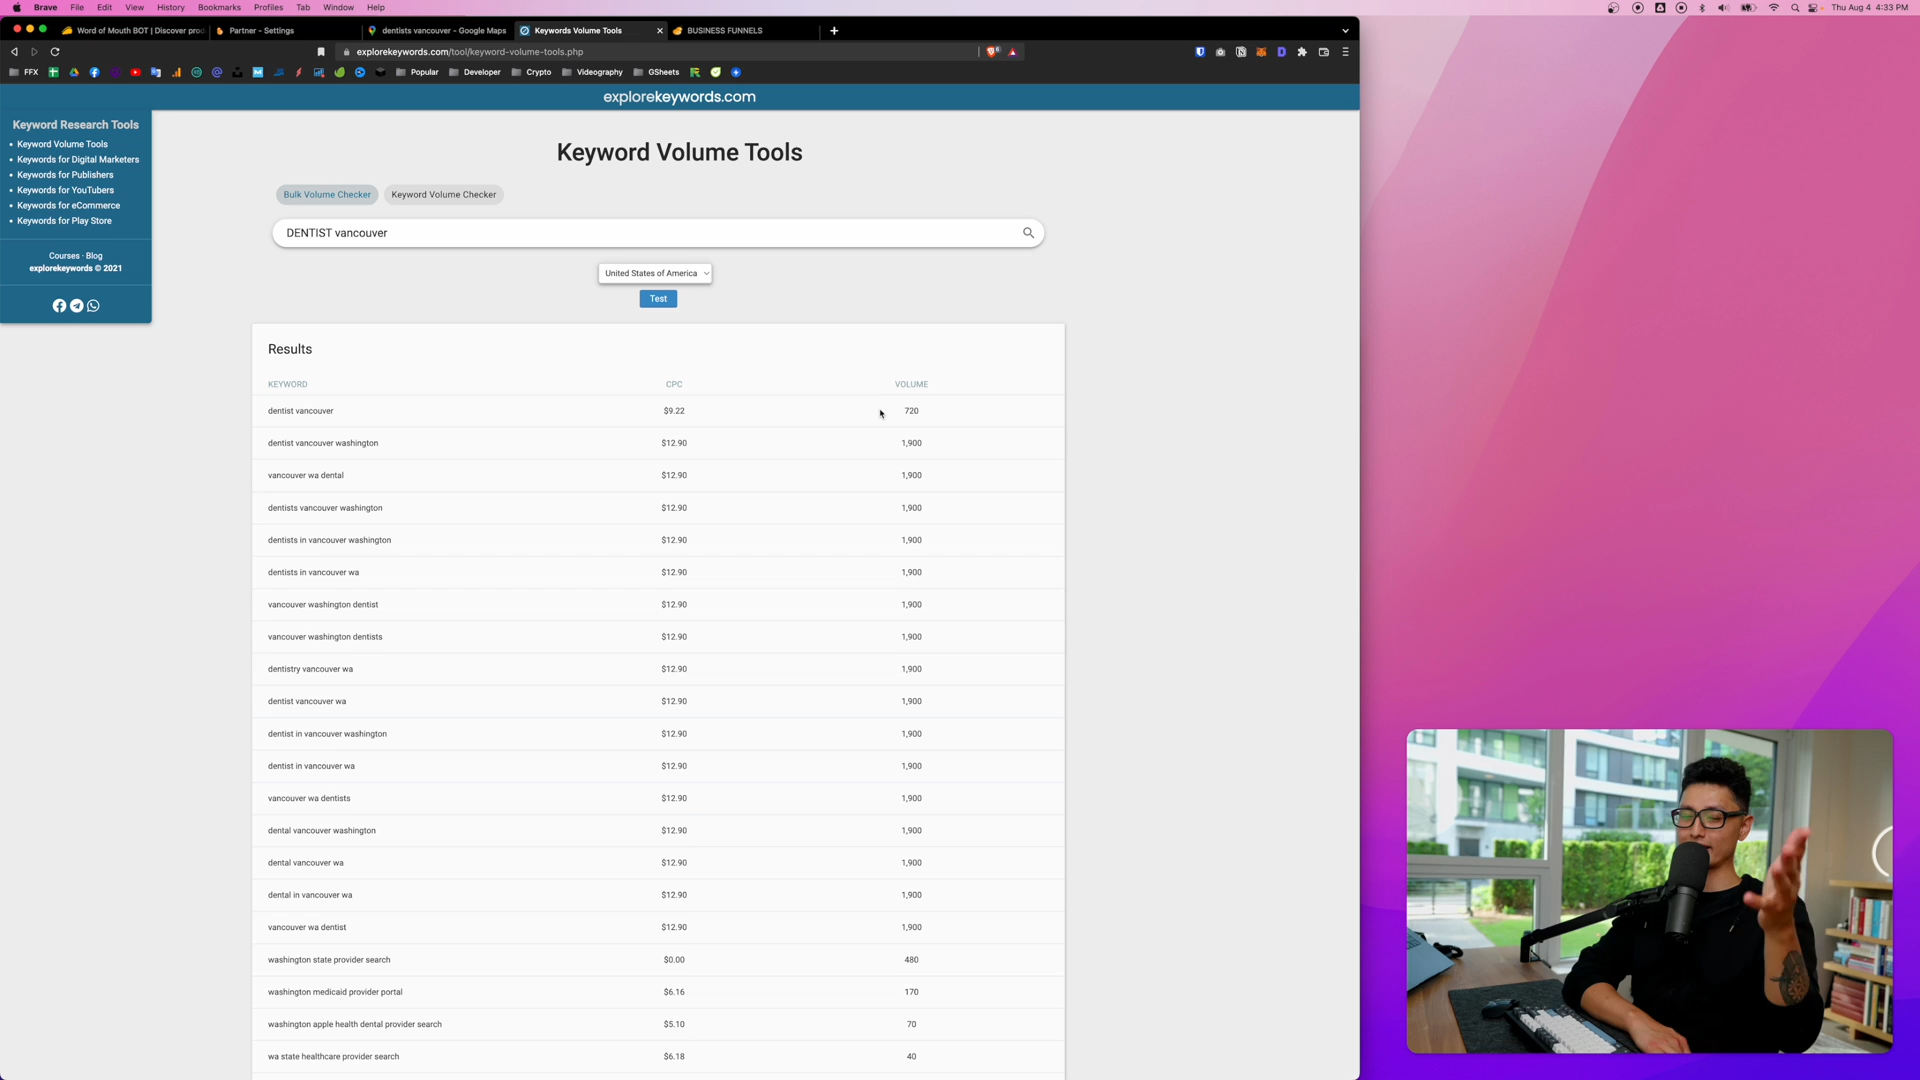 Brave File Edit View History Bookmarks Profiles Tab Window Help Thu Aug 4 4:33 PM
Word of Mouth BOT | Discover prod Partner - Settings dentists vancouver - Google Maps Keywords Volume Tools BUSINESS FUNNELS
explorekeywords.com/tool/keyword-volume-tools.php
FFX Popular Developer Crypto Videography GSheets
explorekeywords.com
Keyword Research Tools
Keyword Volume Tools
Keywords for Digital Marketers
Keywords for Publishers
Keywords for YouTubers
Keywords for eCommerce
Keywords for Play Store
Courses · Blog
explorekeywords © 2021
Keyword Volume Tools
Bulk Volume Checker Keyword Volume Checker
DENTIST vancouver
United States of America
Test
Results
KEYWORD CPC VOLUME
dentist vancouver $9.22 720
dentist vancouver washington $12.90 1,900
vancouver wa dental $12.90 1,900
dentists vancouver washington $12.90 1,900
dentists in vancouver washington $12.90 1,900
dentists in vancouver wa $12.90 1,900
vancouver washington dentist $12.90 1,900
vancouver washington dentists $12.90 1,900
dentistry vancouver wa $12.90 1,900
dentist vancouver wa $12.90 1,900
dentist in vancouver washington $12.90 1,900
dentist in vancouver wa $12.90 1,900
vancouver wa dentists $12.90 1,900
dental vancouver washington $12.90 1,900
dental vancouver wa $12.90 1,900
dental in vancouver wa $12.90 1,900
vancouver wa dentist $12.90 1,900
washington state provider search $0.00 480
washington medicaid provider portal $6.16 170
washington apple health dental provider search $5.10 70
wa state healthcare provider search $6.18 40